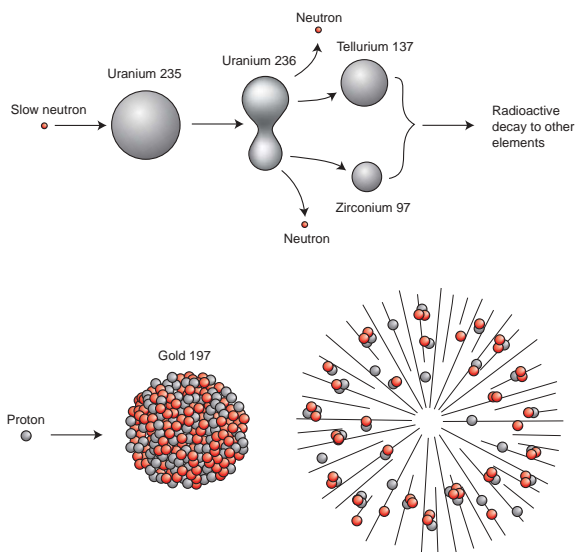 Neutron
Tellurium 137
Uranium 236
Uranium 235
Slow neutron
Radioactive
decay to other
elements
Zirconium 97
Neutron
Gold 197
Proton